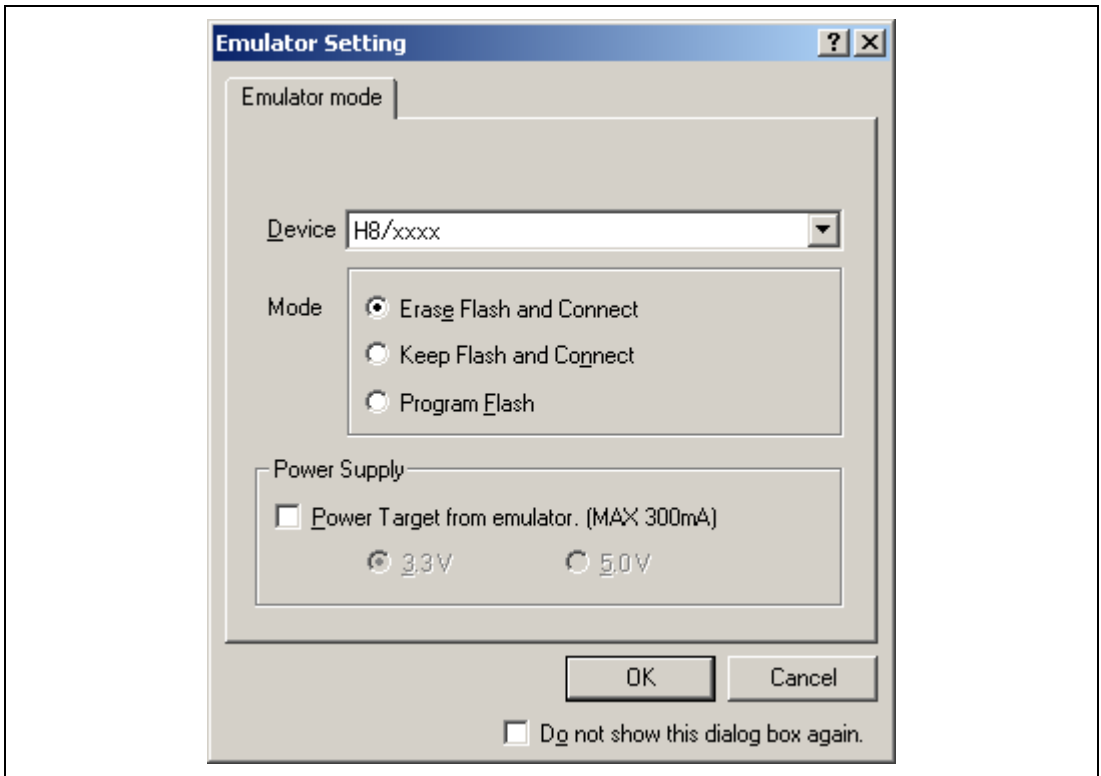 Emulator Setting
Emulator mode
Device H8/xxxx
Mode
Erase Flash and Connect
Keep Flash and Connect
Program Flash
Power Supply
Power Target from emulator. (MAX 300mA)
3.3V 5.0V
OK Cancel
Do not show this dialog box again.